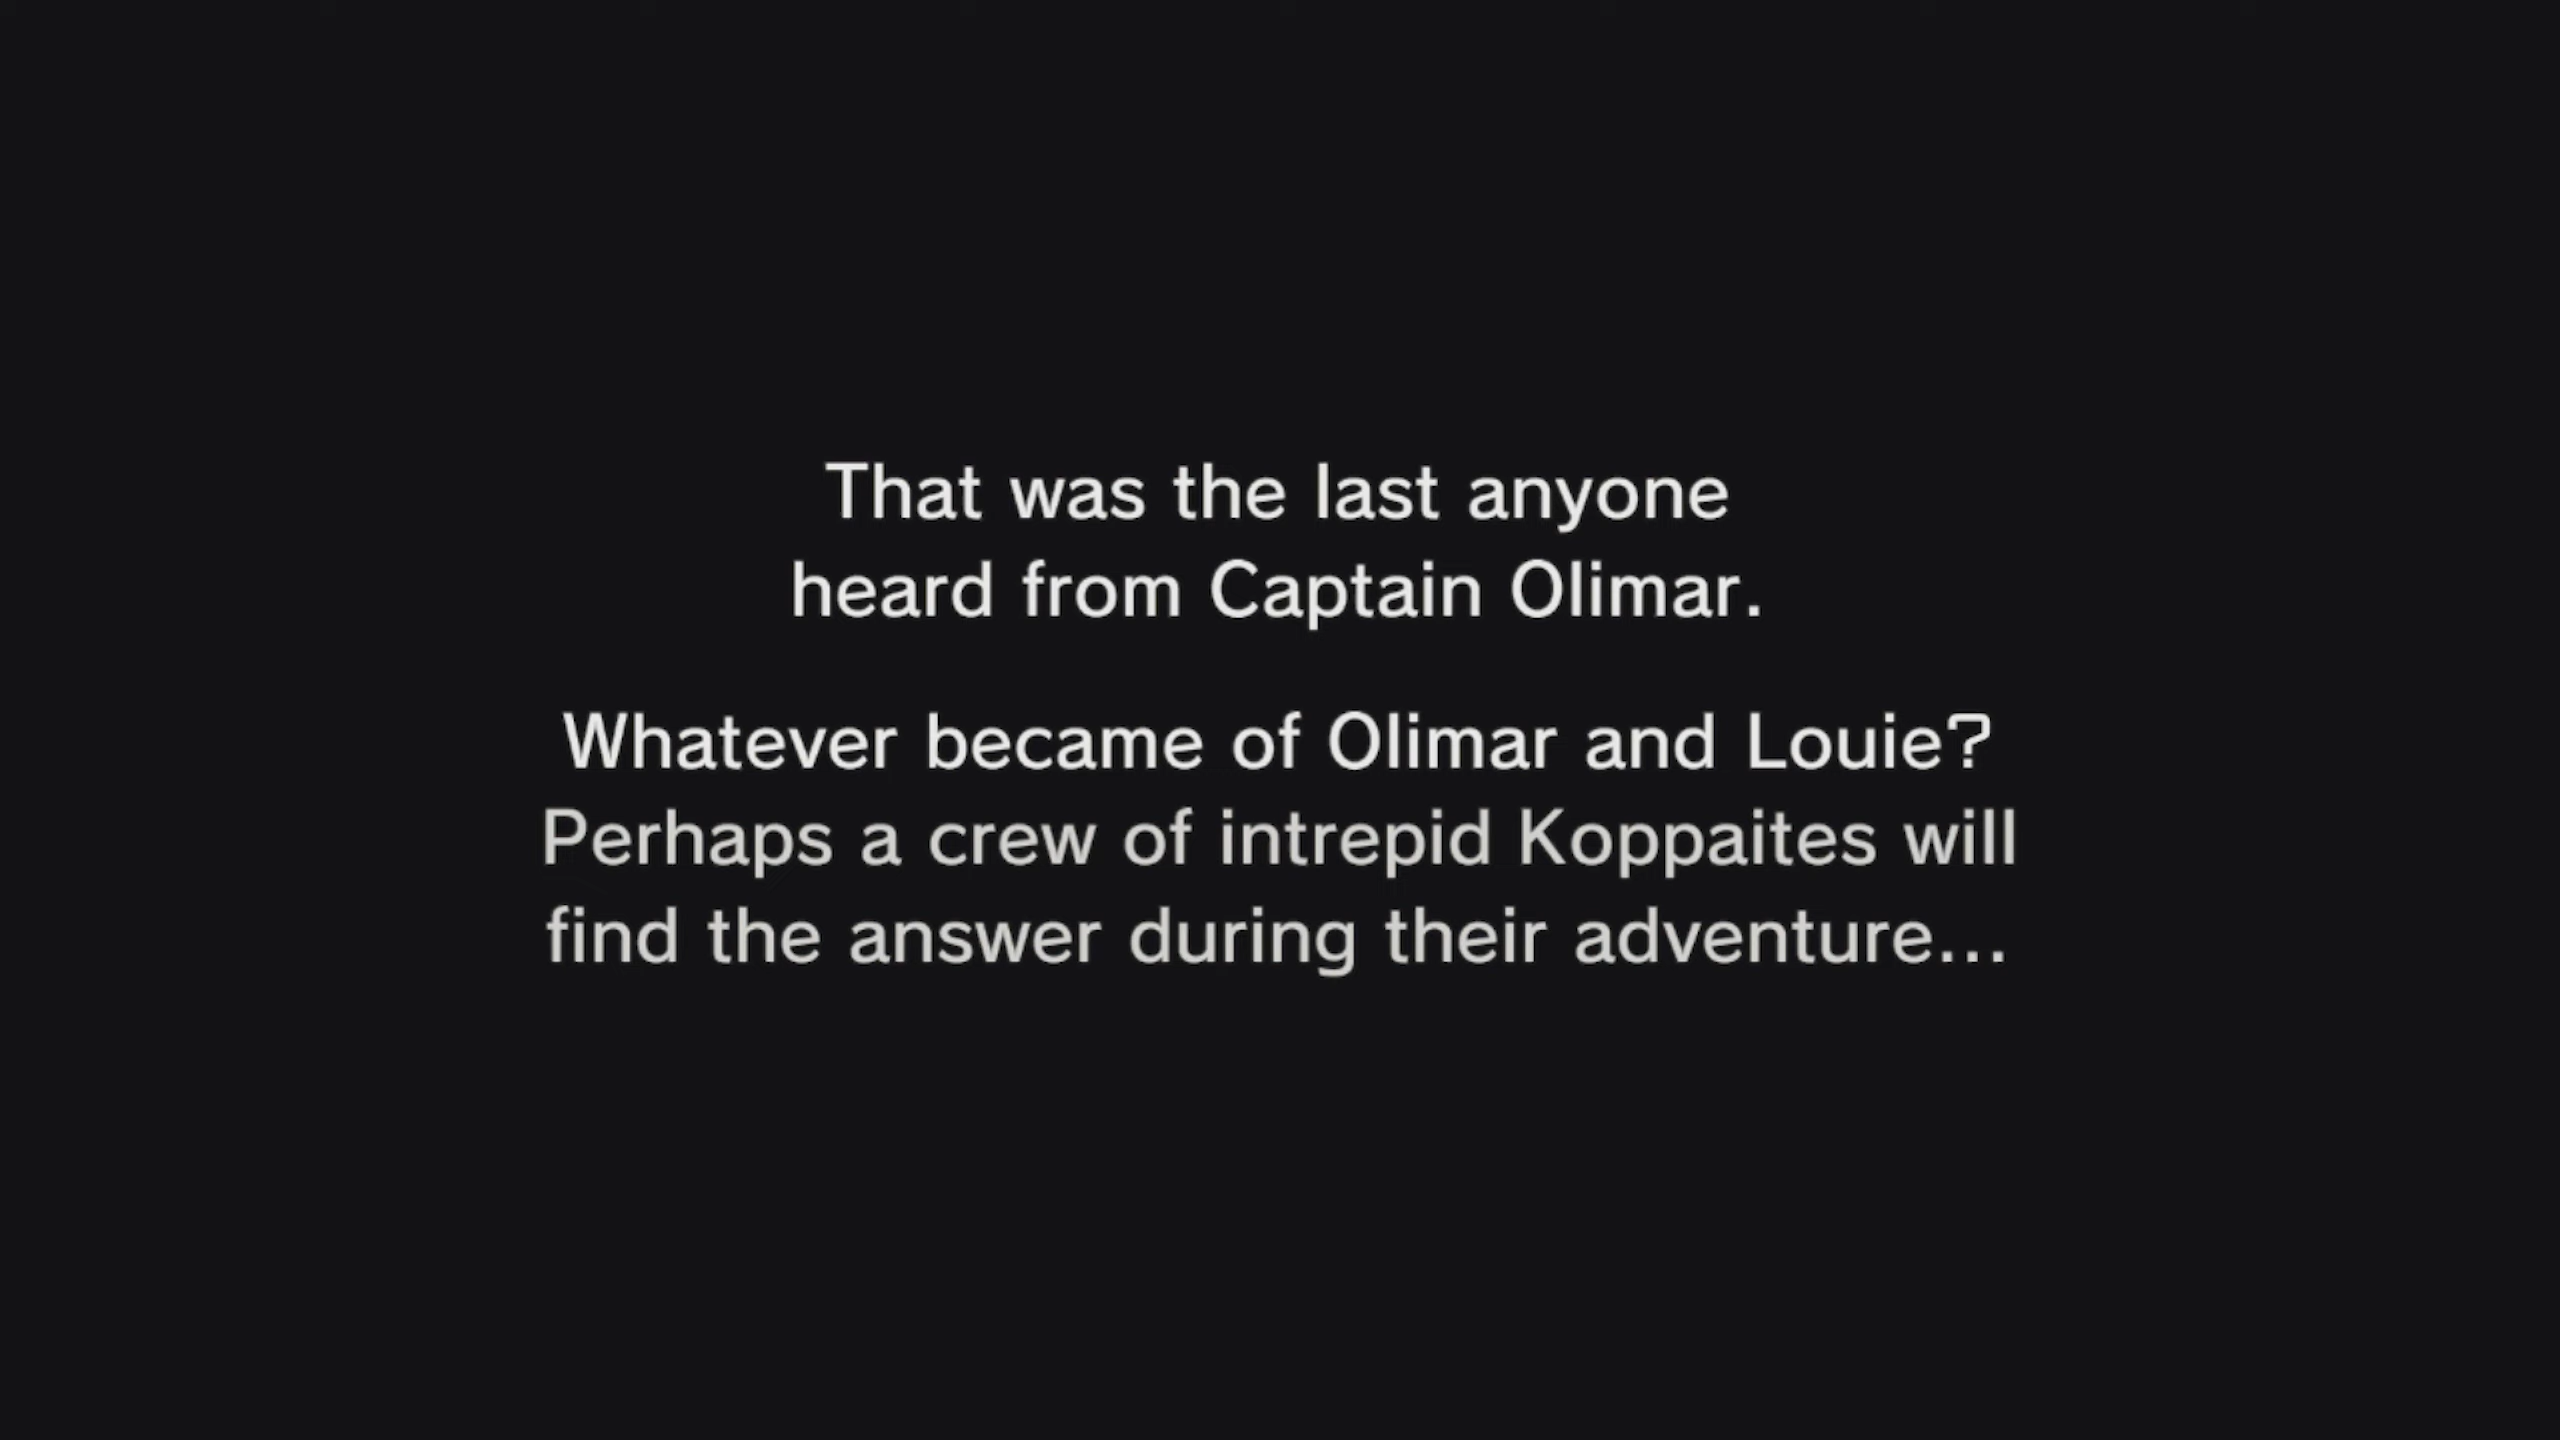 That was the last anyone
heard from Captain Olimar.
Whatever became of Olimar and Louie?
Perhaps a crew of intrepid Koppaites will
find the answer during their adventure...